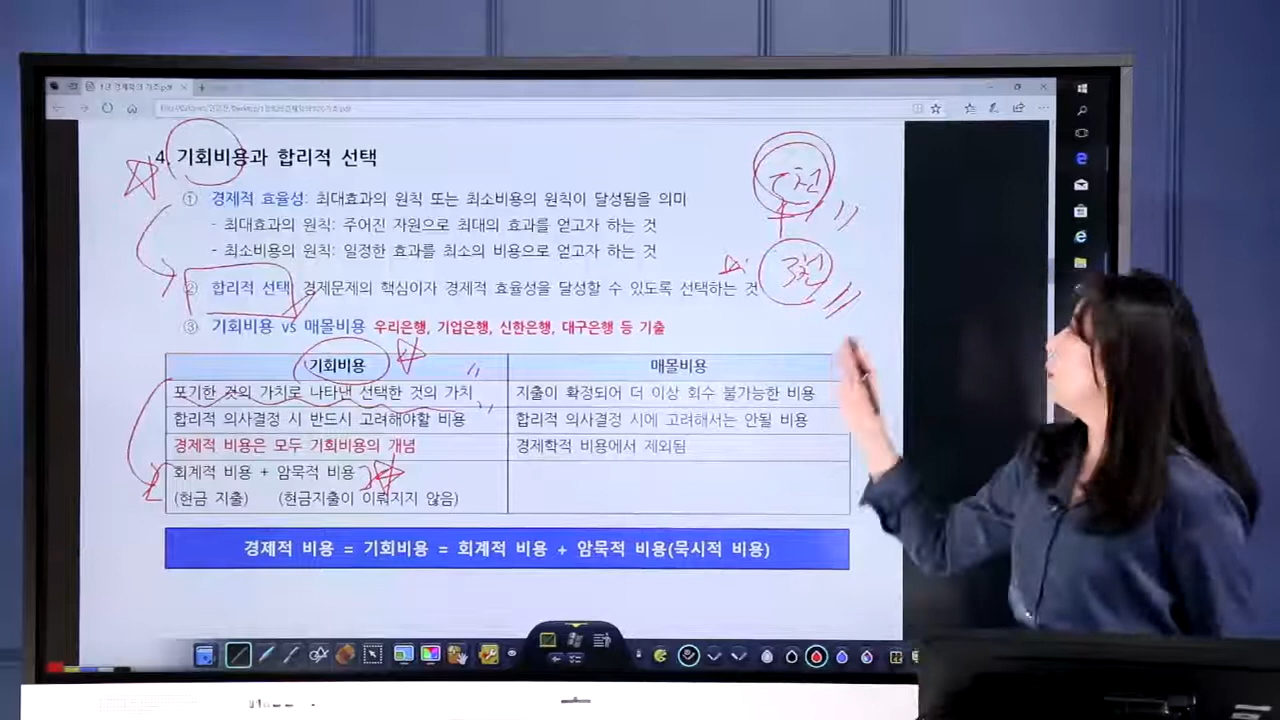 4. 기회비용과 합리적 선택
① 경제적 효율성: 최대효과의 원칙 또는 최소비용의 원칙이 달성됨을 의미
- 최대효과의 원칙: 주어진 자원으로 최대의 효과를 얻고자 하는 것
- 최소비용의 원칙: 일정한 효과를 최소의 비용으로 얻고자 하는 것
② 합리적 선택 경제문제의 핵심이자 경제적 효율성을 달성할 수 있도록 선택하는 것
③ 기회비용 vs 매몰비용 우리은행, 기업은행, 신한은행, 대구은행 등 기출
기회비용 매몰비용
포기한 것의 가치로 나타낸 선택한 것의 가치 지출이 확정되어 더 이상 회수 불가능한 비용
합리적 의사결정 시 반드시 고려해야할 비용 합리적 의사결정 시에 고려해서는 안될 비용
경제적 비용은 모두 기회비용의 개념 경제학적 비용에서 제외됨
회계적 비용 + 암묵적 비용
(현금 지출) (현금지출이 이뤄지지 않음)
경제적 비용 = 기회비용 = 회계적 비용 + 암묵적 비용(묵시적 비용)